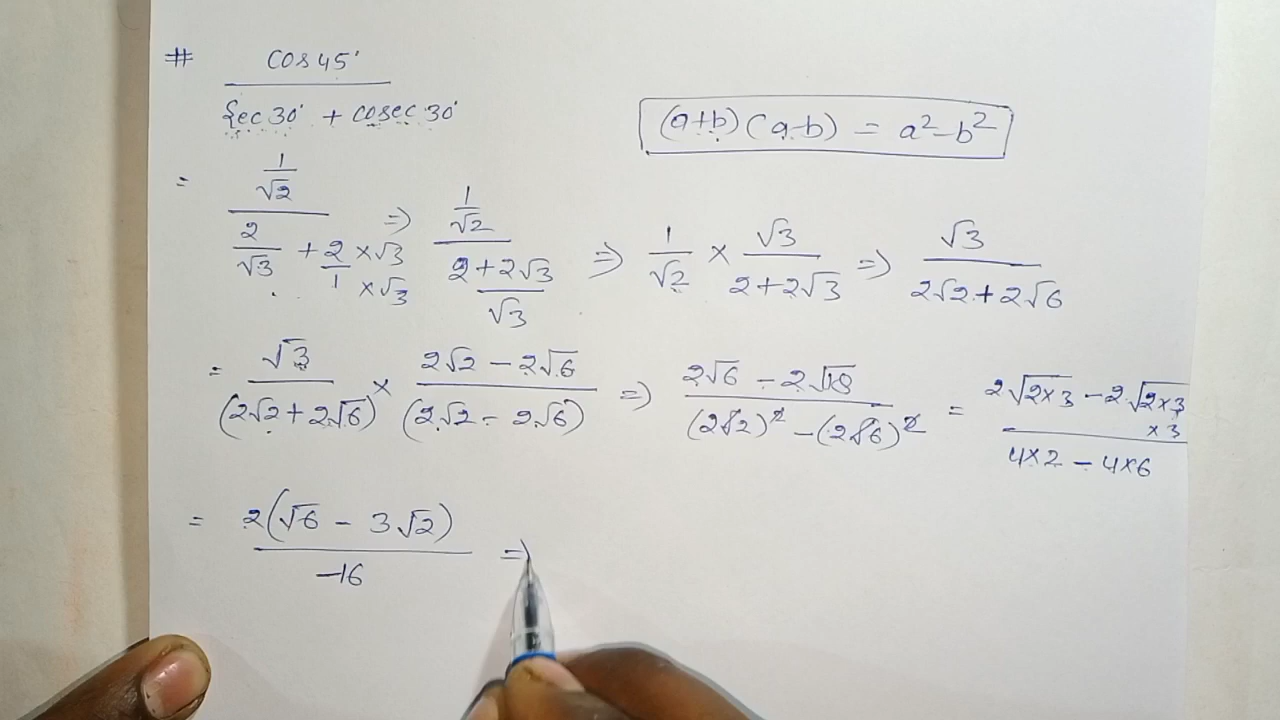 # cos 45° / sec 30° + cosec 30°
(a+b)(a-b) = a²-b²
= 1/√2 / 2/√3 + 2/1 ×√3 ×√3 ⇒ 1/√2 / 2+2√3/√3 ⇒ 1/√2 × √3/2+2√3 ⇒ √3/2√2+2√6
= √3/(2√2+2√6) × 2√2-2√6/(2√2-2√6) ⇒ 2√6-2√18/(2√2)²-(2√6)² = 2√2×3-2√2×3×3/4×2-4×6
= 2(√6-3√2)/-16 ⇒